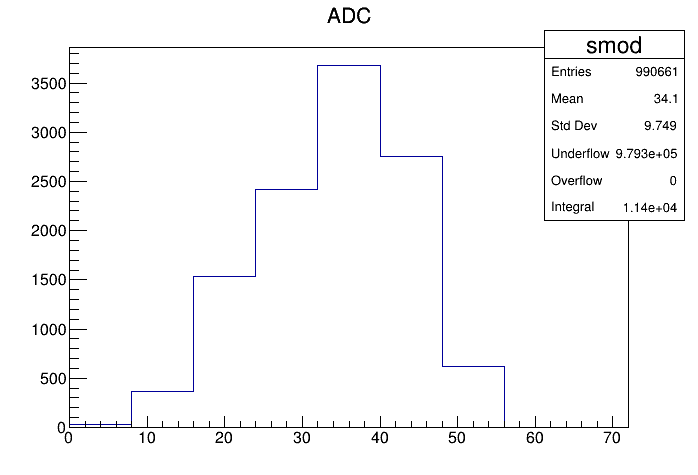 ADC
smod
Entries 990661
Mean 34.1
Std Dev 9.749
Underflow 9.793e+05
Overflow 0
Integral 1.14e+04
3500
3000
2500
2000
1500
1000
500
0
0 10 20 30 40 50 60 70